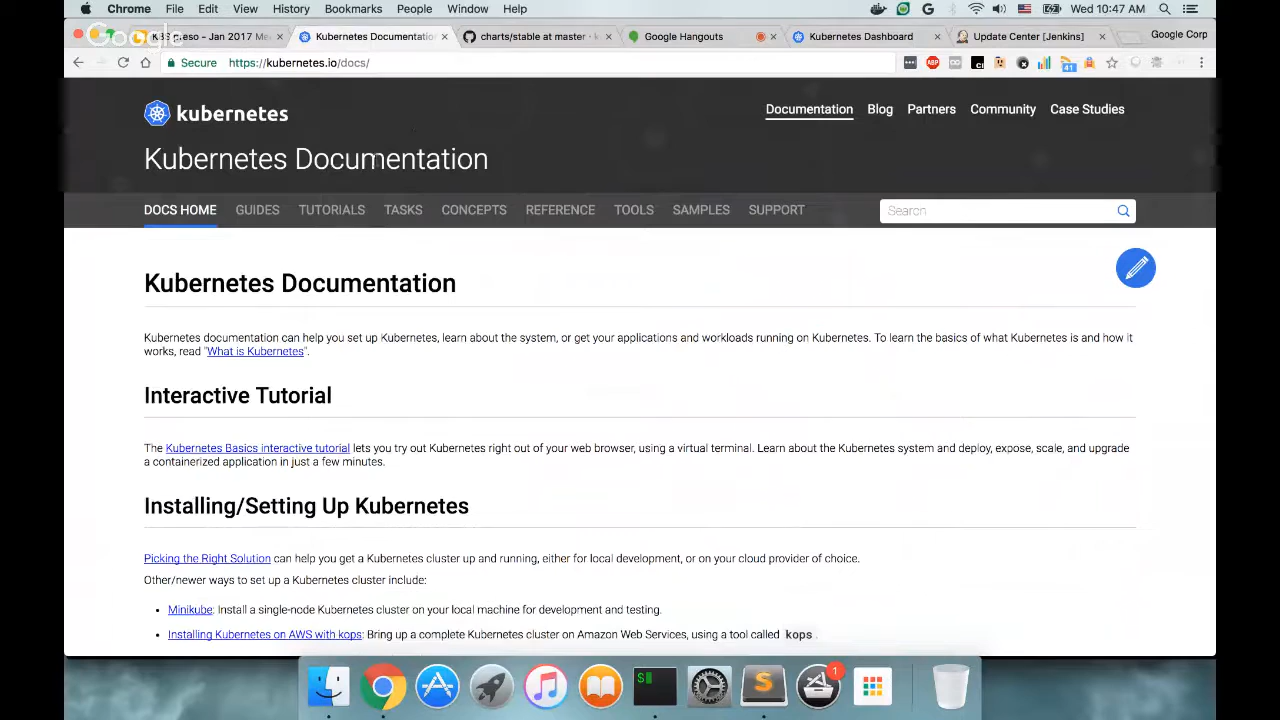 Chrome File Edit View History Bookmarks People Window Help Wed 10:47 AM
Google
K8S preso - Jan 2017 Me Kubernetes Documentation charts/stable at master · k Google Hangouts Kubernetes Dashboard Update Center [Jenkins] Google Corp
Secure https://kubernetes.io/docs/ 41
kubernetes
Documentation Blog Partners Community Case Studies
Kubernetes Documentation
DOCS HOME GUIDES TUTORIALS TASKS CONCEPTS REFERENCE TOOLS SAMPLES SUPPORT Search
Kubernetes Documentation
Kubernetes documentation can help you set up Kubernetes, learn about the system, or get your applications and workloads running on Kubernetes. To learn the basics of what Kubernetes is and how it
works, read "What is Kubernetes".
Interactive Tutorial
The Kubernetes Basics interactive tutorial lets you try out Kubernetes right out of your web browser, using a virtual terminal. Learn about the Kubernetes system and deploy, expose, scale, and upgrade
a containerized application in just a few minutes.
Installing/Setting Up Kubernetes
Picking the Right Solution can help you get a Kubernetes cluster up and running, either for local development, or on your cloud provider of choice.
Other/newer ways to set up a Kubernetes cluster include:
• Minikube: Install a single-node Kubernetes cluster on your local machine for development and testing.
• Installing Kubernetes on AWS with kops: Bring up a complete Kubernetes cluster on Amazon Web Services, using a tool called kops.
1